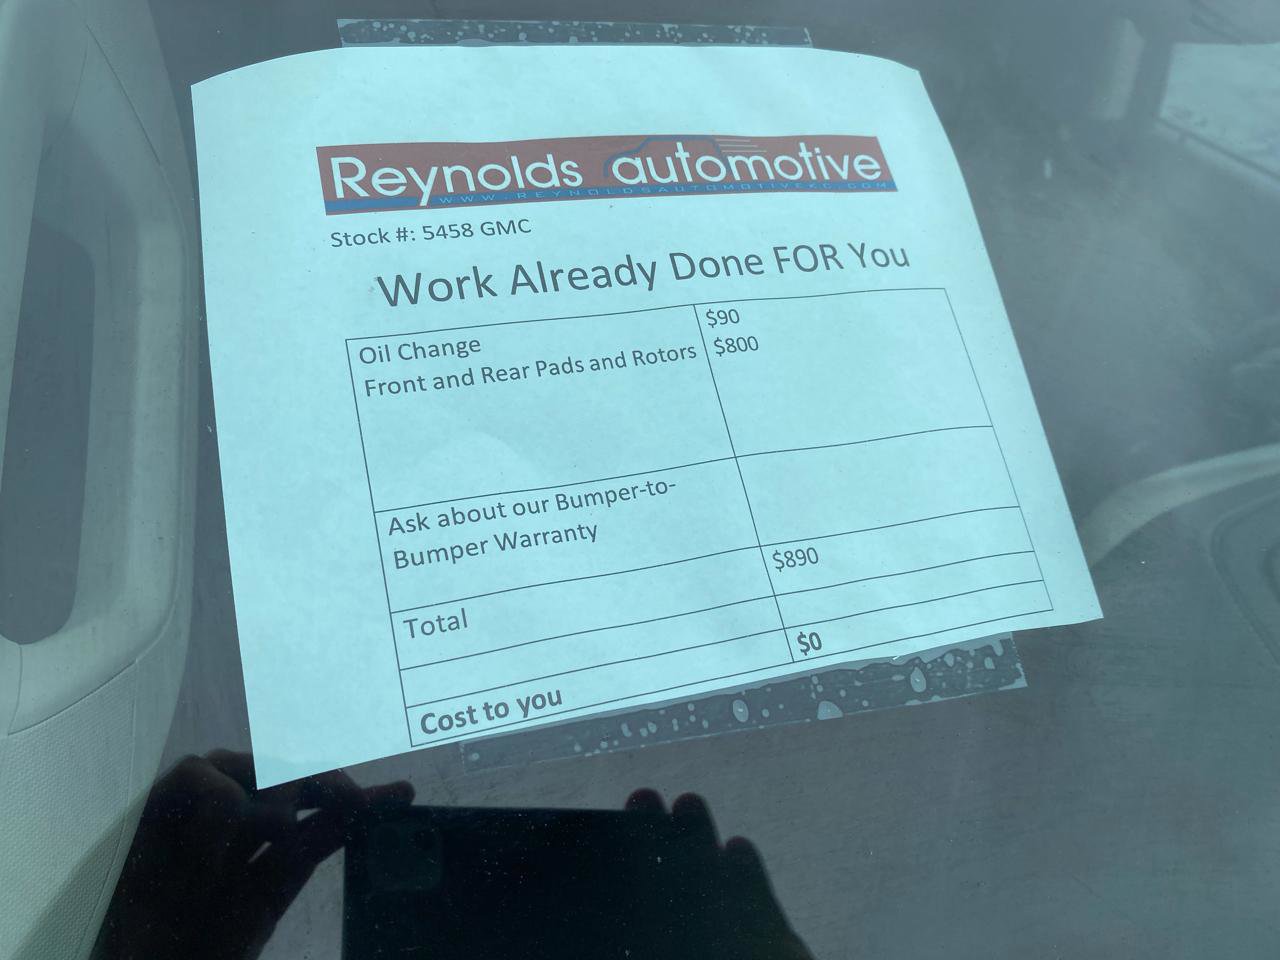 Reynolds automotive
WWW.REYNOLDSAUTOMOTIVEKC.COM
Stock #: 5458 GMC
Work Already Done FOR You
Oil Change $90
Front and Rear Pads and Rotors $800
Ask about our Bumper-to-
Bumper Warranty
Total $890
Cost to you $0